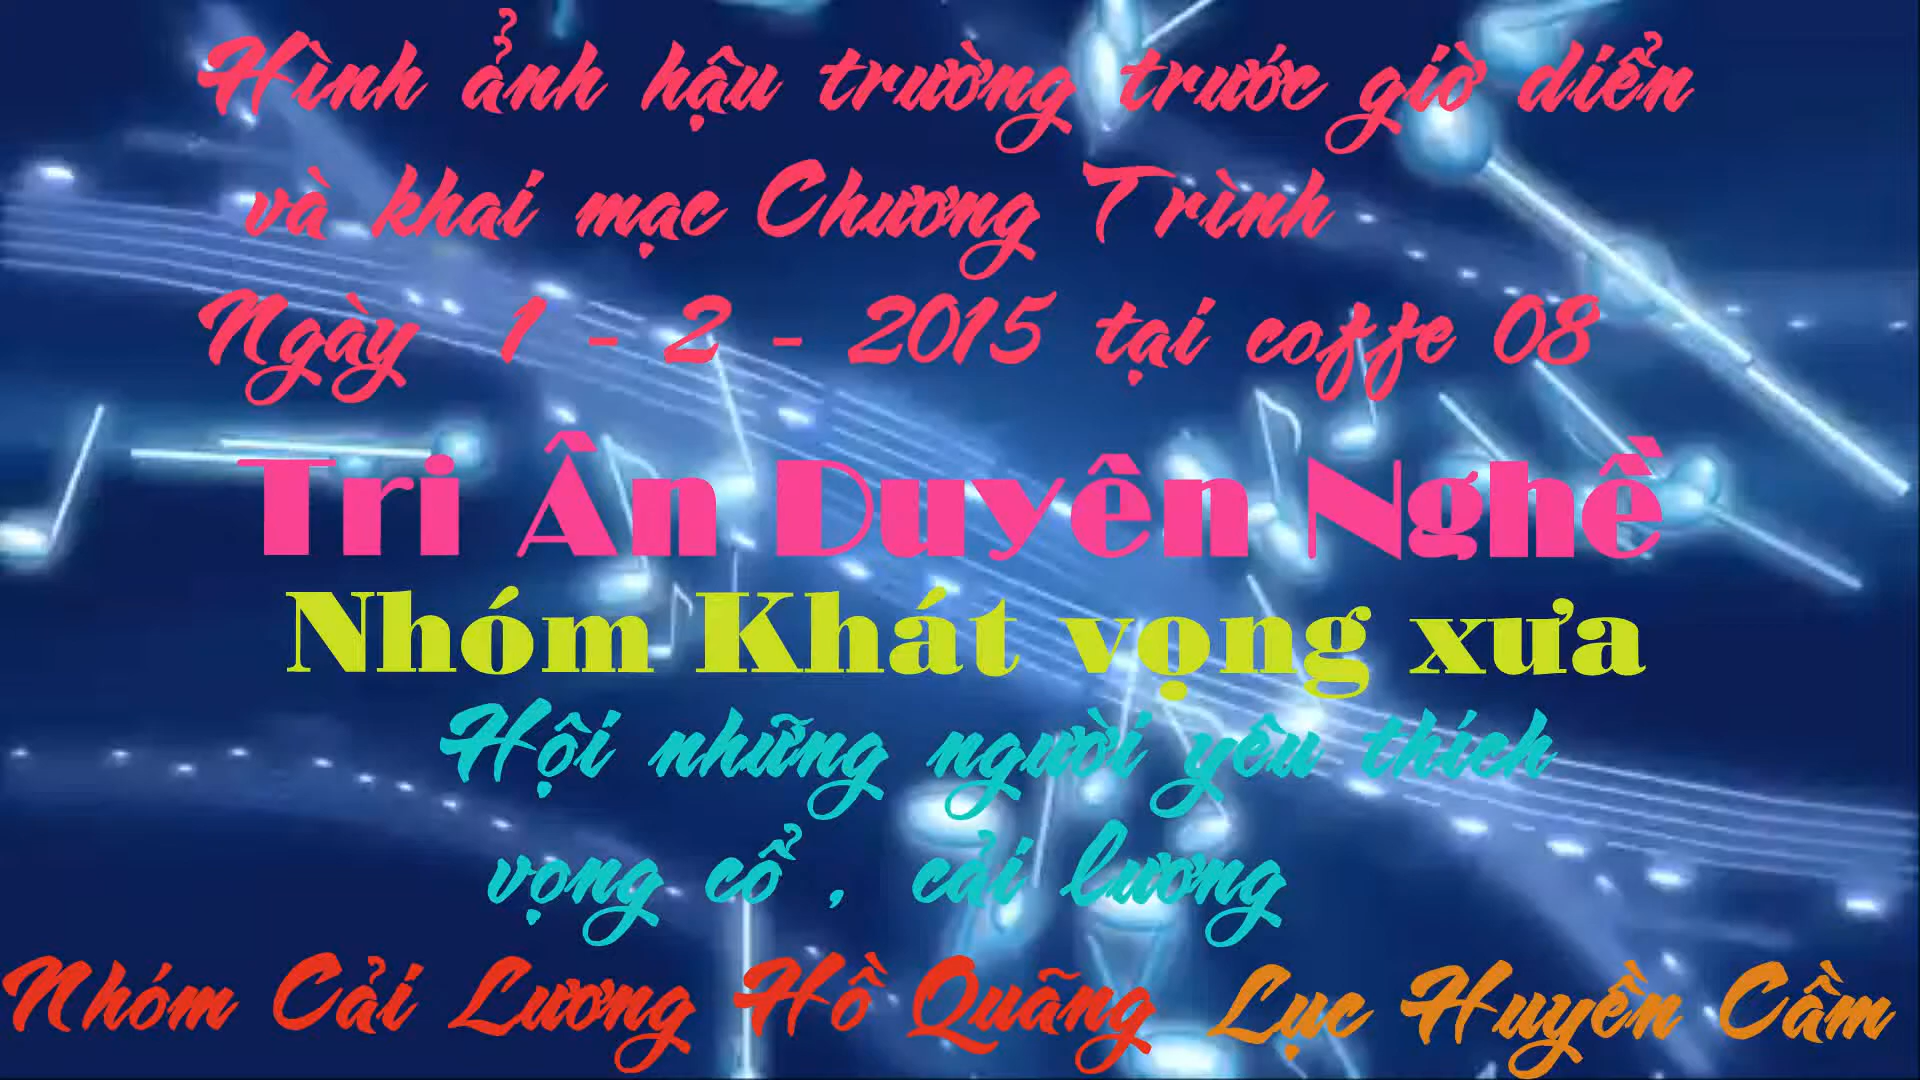 Hình ảnh hậu trường trước giờ diển
và khai mạc Chương Trình
Ngày 1 - 2 - 2015 tại coffe 08
Tri Ân Duyên Nghề
Nhóm Khát vọng xưa
Hội những người yêu thích
vọng cổ , cải lương
Nhóm Cải Lương Hồ Quãng Lục Huyền Cầm